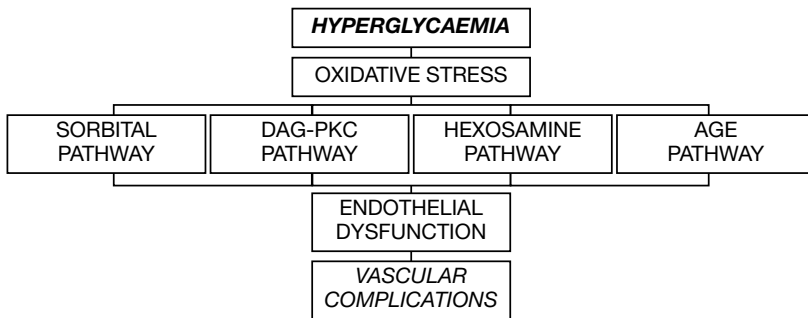 HYPERGLYCAEMIA
OXIDATIVE STRESS
SORBITAL
PATHWAY
DAG-PKC
PATHWAY
HEXOSAMINE
PATHWAY
AGE
PATHWAY
ENDOTHELIAL
DYSFUNCTION
VASCULAR
COMPLICATIONS